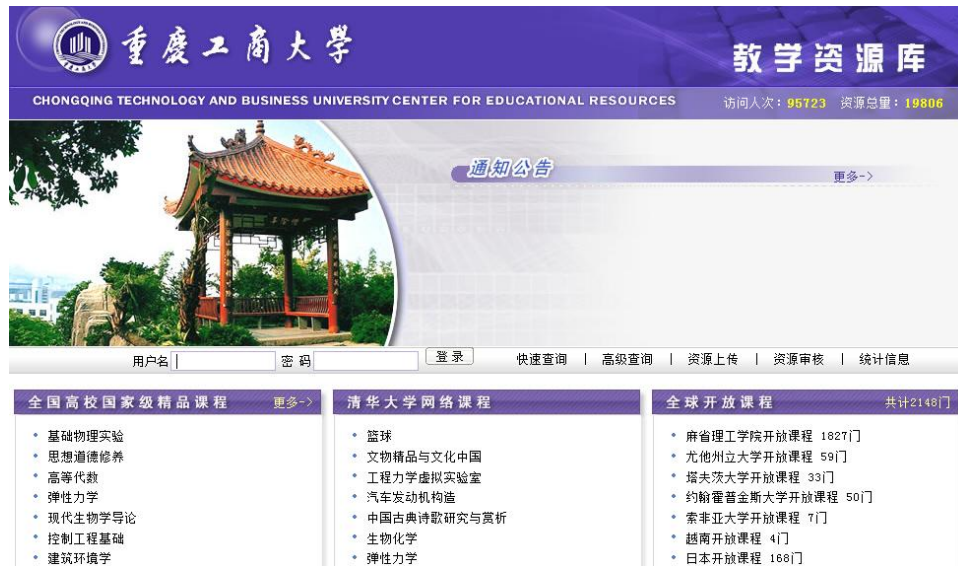 重慶工商大學
教学资源库
CHONGQING TECHNOLOGY AND BUSINESS UNIVERSITY CENTER FOR EDUCATIONAL RESOURCES
访问人次：95723 资源总量：19806
通知公告
更多->
用户名 密码 登录 快速查询 | 高级查询 | 资源上传 | 资源审核 | 统计信息
全国高校国家级精品课程 更多->
基础物理实验
思想道德修养
高等代数
弹性力学
现代生物学导论
控制工程基础
建筑环境学
清华大学网络课程
篮球
文物精品与文化中国
工程力学虚拟实验室
汽车发动机构造
中国古典诗歌研究与赏析
生物化学
弹性力学
全球开放课程 共计2148门
麻省理工学院开放课程 1827门
尤他州立大学开放课程 59门
塔夫茨大学开放课程 33门
约翰霍普金斯大学开放课程 50门
索非亚大学开放课程 7门
越南开放课程 4门
日本开放课程 168门